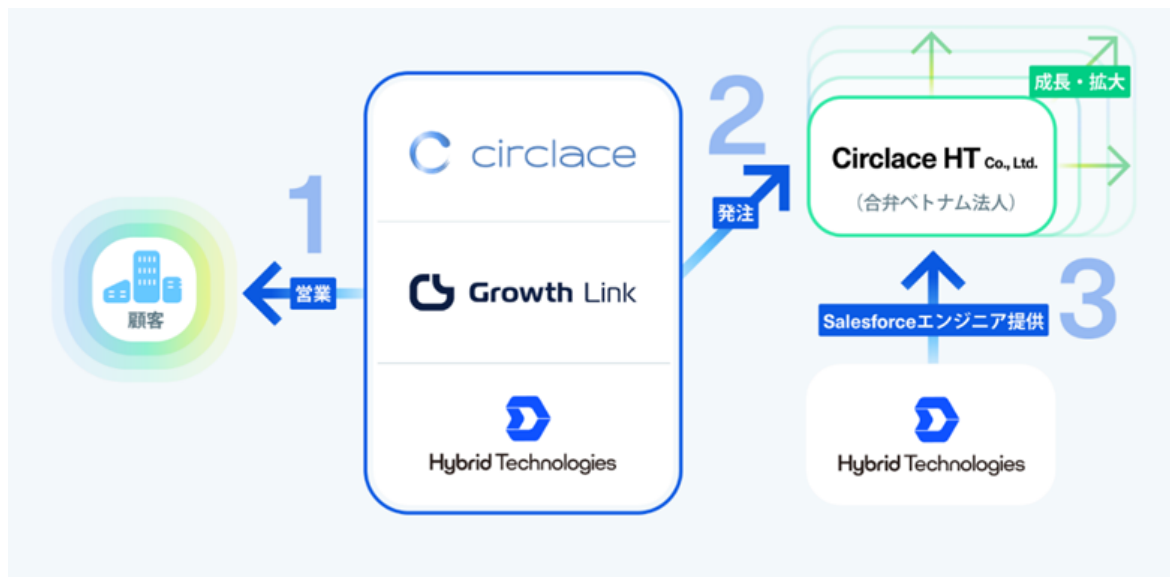 顧客
1
営業
circlace
Growth Link
Hybrid Technologies
2
発注
成長・拡大
Circlace HT Co., Ltd.
（合弁ベトナム法人）
3
Salesforceエンジニア提供
Hybrid Technologies